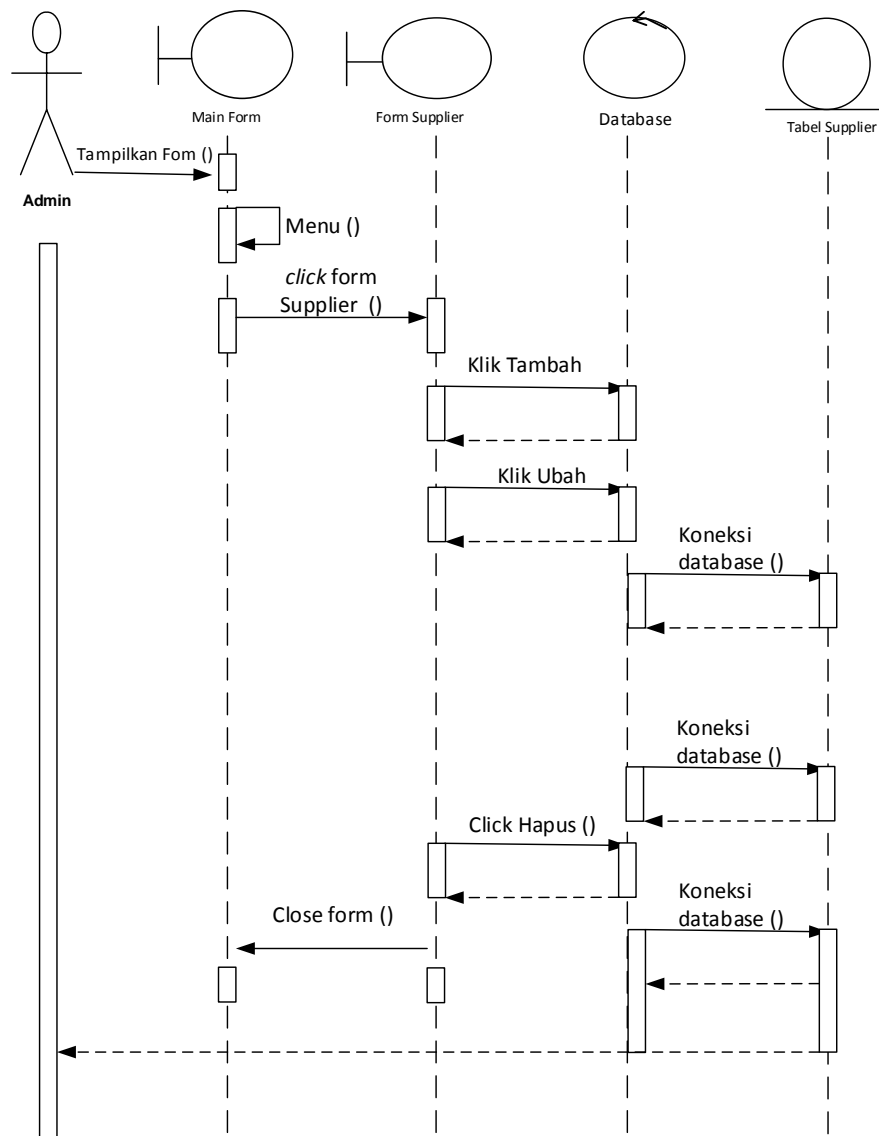 Main Form
Form Supplier
Database
Tabel Supplier
Tampilkan Fom ()
Admin
Menu ()
click form
Supplier ()
Klik Tambah
Klik Ubah
Koneksi
database ()
Koneksi
database ()
Click Hapus ()
Koneksi
database ()
Close form ()